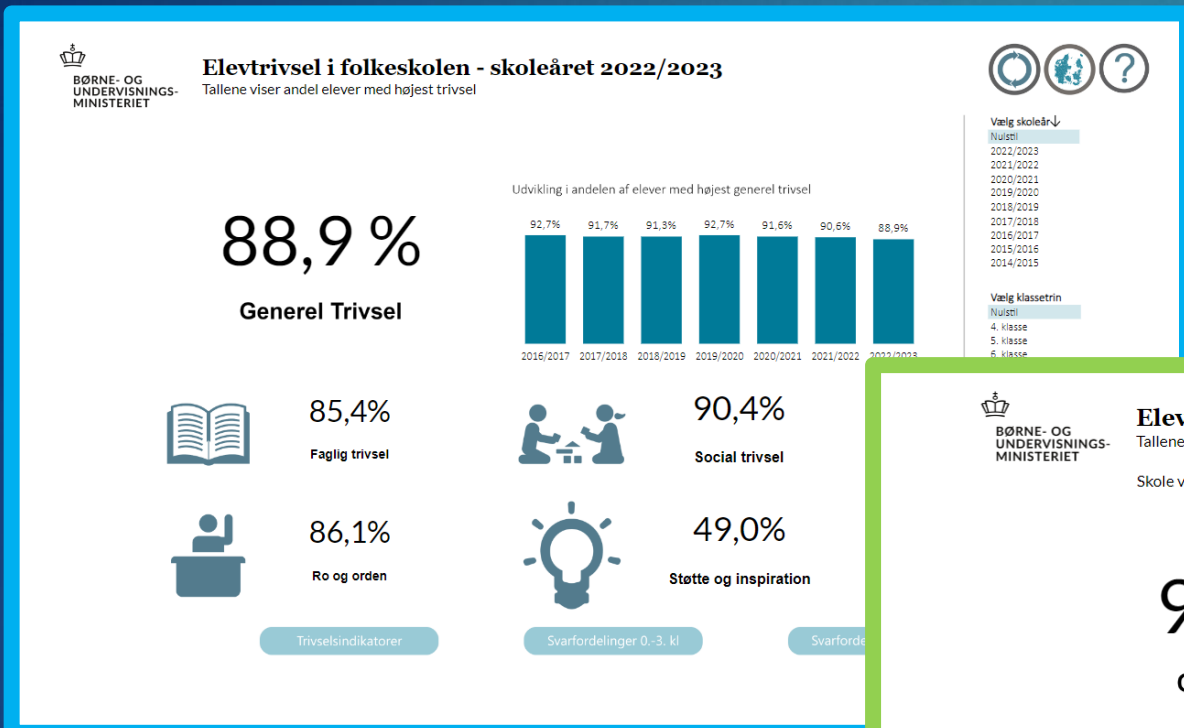 BØRNE- OG
UNDERVISNINGS-
MINISTERIET
Elevtrivsel i folkeskolen - skoleåret 2022/2023
Tallene viser andel elever med højest trivsel
?
88,9 %
Generel Trivsel
Udvikling i andelen af elever med højest generel trivsel
92,7% 91,7% 91,3% 92,7% 91,6% 90,6% 88,9%
2016/2017 2017/2018 2018/2019 2019/2020 2020/2021 2021/2022 2022/2023
Vælg skoleår↓
Nulstil
2022/2023
2021/2022
2020/2021
2019/2020
2018/2019
2017/2018
2016/2017
2015/2016
2014/2015
Vælg klassetrin
Nulstil
4. klasse
5. klasse
6. klasse
85,4%
Faglig trivsel
90,4%
Social trivsel
86,1%
Ro og orden
49,0%
Støtte og inspiration
Trivselsindikatorer
Svarfordelinger 0.-3. kl
Svarforde
BØRNE- OG
UNDERVISNINGS-
MINISTERIET
Elev
Tallene
Skole v
9